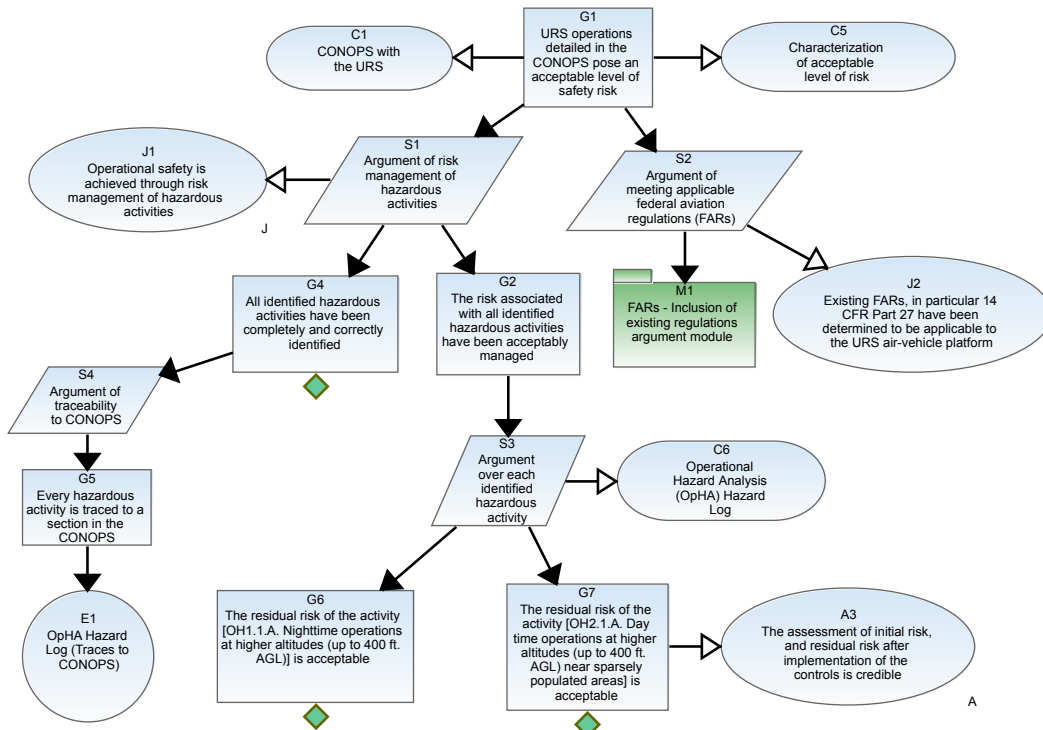 G1
URS operations
detailed in the
CONOPS pose an
acceptable level of
safety risk
C1
CONOPS with
the URS
C5
Characterization
of acceptable
level of risk
J1
Operational safety is
achieved through risk
management of hazardous
activities
J
S1
Argument of risk
management of
hazardous
activities
S2
Argument of
meeting applicable
federal aviation
regulations (FARs)
G4
All identified hazardous
activities have been
completely and correctly
identified
G2
The risk associated
with all identified
hazardous activities
have been acceptably
managed
M1
FARs - Inclusion of
existing regulations
argument module
J2
Existing FARs, in particular 14
CFR Part 27 have been
determined to be applicable to
the URS air-vehicle platform
S4
Argument of
traceability
to CONOPS
S3
Argument
over each
identified
hazardous
activity
C6
Operational
Hazard Analysis
(OpHA) Hazard
Log
G5
Every hazardous
activity is traced to a
section in the
CONOPS
E1
OpHA Hazard
Log (Traces to
CONOPS)
G6
The residual risk of the activity
[OH1.1.A. Nighttime operations
at higher altitudes (up to 400 ft.
AGL)] is acceptable
G7
The residual risk of the
activity [OH2.1.A. Day
time operations at higher
altitudes (up to 400 ft.
AGL) near sparsely
populated areas] is
acceptable
A3
The assessment of initial risk,
and residual risk after
implementation of the
controls is credible
A